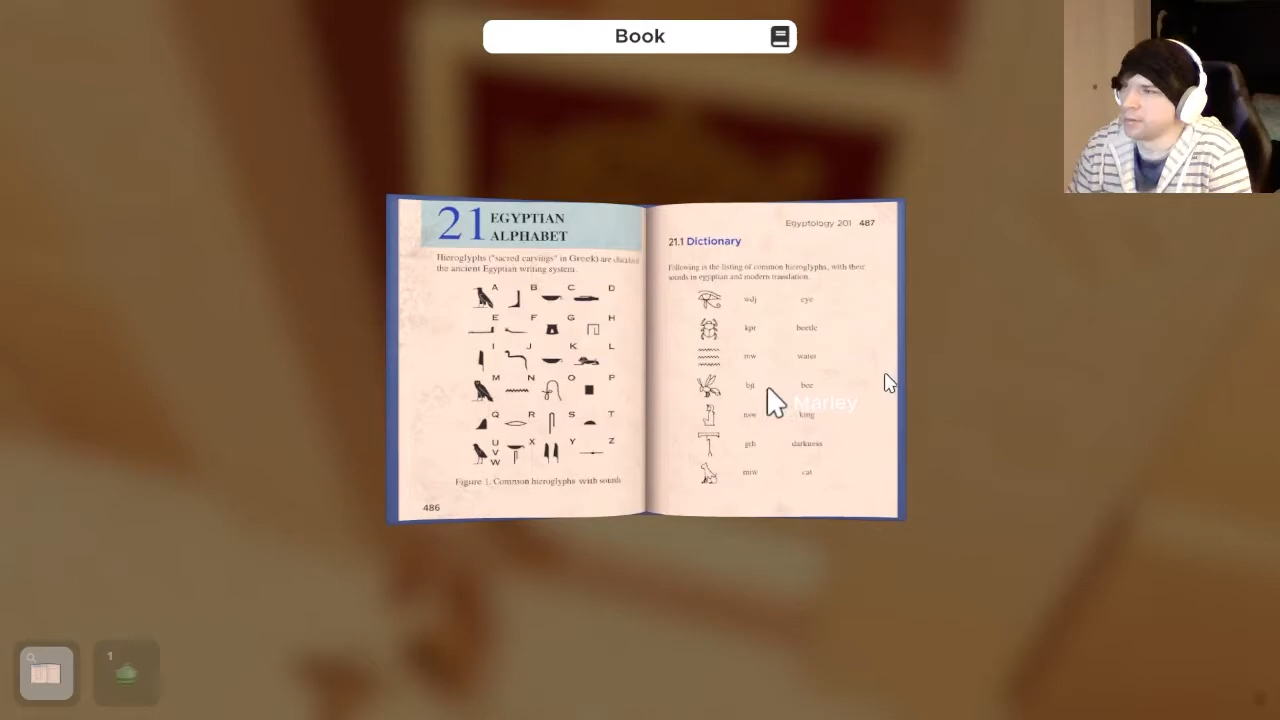 Book
21 EGYPTIAN
ALPHABET
Hieroglyphs ("sacred carvings" in Greek) are
the ancient Egyptian writing system.
A B C D
E F G H
I J K L
M N O P
Q R S T
U V W X Y Z
Figure 1. Common hieroglyphs with sounds
486
Egyptology 201 487
21.1 Dictionary
Following is the listing of common hieroglyphs, with their
sounds in egyptian and modern translation.
wdj eye
kpr beetle
mw water
bjt bee
Marley
king
grh darkness
miw cat
1